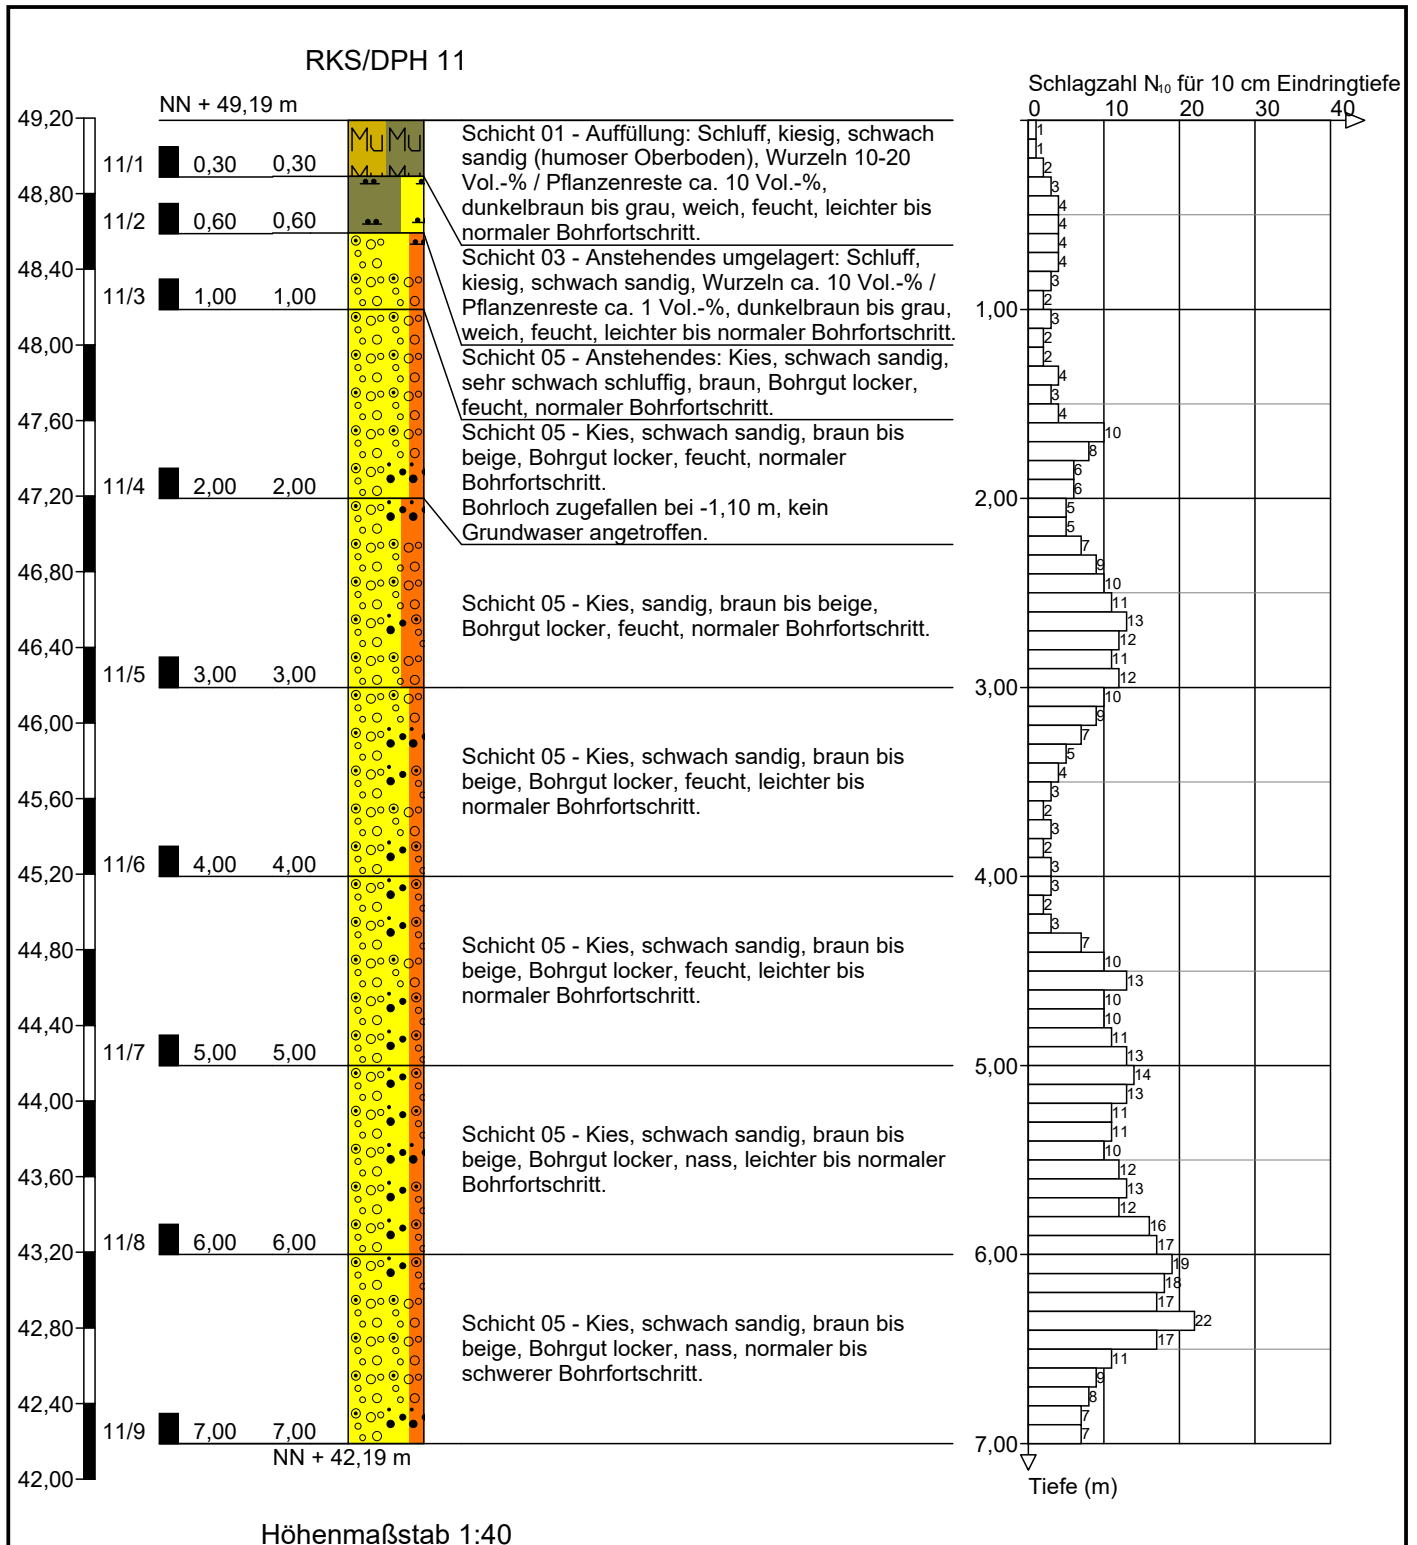 RKS/DPH 11
NN + 49,19 m
49,20
48,80
48,40
48,00
47,60
47,20
46,80
46,40
46,00
45,60
45,20
44,80
44,40
44,00
43,60
43,20
42,80
42,40
42,00
11/1 0,30 0,30
11/2 0,60 0,60
11/3 1,00 1,00
11/4 2,00 2,00
11/5 3,00 3,00
11/6 4,00 4,00
11/7 5,00 5,00
11/8 6,00 6,00
11/9 7,00 7,00
NN + 42,19 m
Mu Mu
Mu Mu
Schicht 01 - Auffüllung: Schluff, kiesig, schwach
sandig (humoser Oberboden), Wurzeln 10-20
Vol.-% / Pflanzenreste ca. 10 Vol.-%,
dunkelbraun bis grau, weich, feucht, leichter bis
normaler Bohrfortschritt.
Schicht 03 - Anstehendes umgelagert: Schluff,
kiesig, schwach sandig, Wurzeln ca. 10 Vol.-% /
Pflanzenreste ca. 1 Vol.-%, dunkelbraun bis grau,
weich, feucht, leichter bis normaler Bohrfortschritt.
Schicht 05 - Anstehendes: Kies, schwach sandig,
sehr schwach schluffig, braun, Bohrgut locker,
feucht, normaler Bohrfortschritt.
Schicht 05 - Kies, schwach sandig, braun bis
beige, Bohrgut locker, feucht, normaler
Bohrfortschritt.
Bohrloch zugefallen bei -1,10 m, kein
Grundwaser angetroffen.
Schicht 05 - Kies, sandig, braun bis beige,
Bohrgut locker, feucht, normaler Bohrfortschritt.
Schicht 05 - Kies, schwach sandig, braun bis
beige, Bohrgut locker, feucht, leichter bis
normaler Bohrfortschritt.
Schicht 05 - Kies, schwach sandig, braun bis
beige, Bohrgut locker, feucht, leichter bis
normaler Bohrfortschritt.
Schicht 05 - Kies, schwach sandig, braun bis
beige, Bohrgut locker, nass, leichter bis normaler
Bohrfortschritt.
Schicht 05 - Kies, schwach sandig, braun bis
beige, Bohrgut locker, nass, normaler bis
schwerer Bohrfortschritt.
Schlagzahl N₁₀ für 10 cm Eindringtiefe
0 10 20 30 40
1
1
2
3
4
4
4
4
3
2
1,00
3
2
2
4
3
4
10
8
6
6
2,00
5
5
7
9
10
11
13
12
11
12
3,00
10
9
7
5
4
3
2
3
2
3
4,00
3
2
3
7
10
13
10
10
11
13
5,00
14
13
11
11
10
12
13
12
16
17
6,00
19
18
17
22
17
11
9
8
7
7
7,00
Tiefe (m)
Höhenmaßstab 1:40